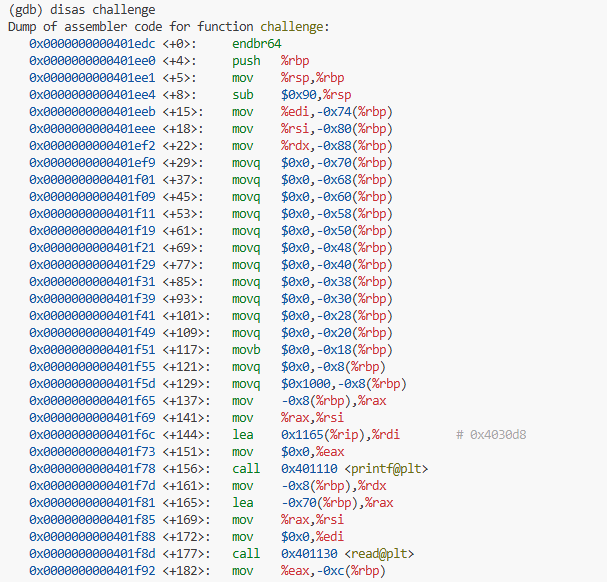 (gdb) disas challenge
Dump of assembler code for function challenge:
0x0000000000401edc <+0>: endbr64
0x0000000000401ee0 <+4>: push %rbp
0x0000000000401ee1 <+5>: mov %rsp,%rbp
0x0000000000401ee4 <+8>: sub $0x90,%rsp
0x0000000000401eeb <+15>: mov %edi,-0x74(%rbp)
0x0000000000401eee <+18>: mov %rsi,-0x80(%rbp)
0x0000000000401ef2 <+22>: mov %rdx,-0x88(%rbp)
0x0000000000401ef9 <+29>: movq $0x0,-0x70(%rbp)
0x0000000000401f01 <+37>: movq $0x0,-0x68(%rbp)
0x0000000000401f09 <+45>: movq $0x0,-0x60(%rbp)
0x0000000000401f11 <+53>: movq $0x0,-0x58(%rbp)
0x0000000000401f19 <+61>: movq $0x0,-0x50(%rbp)
0x0000000000401f21 <+69>: movq $0x0,-0x48(%rbp)
0x0000000000401f29 <+77>: movq $0x0,-0x40(%rbp)
0x0000000000401f31 <+85>: movq $0x0,-0x38(%rbp)
0x0000000000401f39 <+93>: movq $0x0,-0x30(%rbp)
0x0000000000401f41 <+101>: movq $0x0,-0x28(%rbp)
0x0000000000401f49 <+109>: movq $0x0,-0x20(%rbp)
0x0000000000401f51 <+117>: movb $0x0,-0x18(%rbp)
0x0000000000401f55 <+121>: movq $0x0,-0x8(%rbp)
0x0000000000401f5d <+129>: movq $0x1000,-0x8(%rbp)
0x0000000000401f65 <+137>: mov -0x8(%rbp),%rax
0x0000000000401f69 <+141>: mov %rax,%rsi
0x0000000000401f6c <+144>: lea 0x1165(%rip),%rdi # 0x4030d8
0x0000000000401f73 <+151>: mov $0x0,%eax
0x0000000000401f78 <+156>: call 0x401110 <printf@plt>
0x0000000000401f7d <+161>: mov -0x8(%rbp),%rdx
0x0000000000401f81 <+165>: lea -0x70(%rbp),%rax
0x0000000000401f85 <+169>: mov %rax,%rsi
0x0000000000401f88 <+172>: mov $0x0,%edi
0x0000000000401f8d <+177>: call 0x401130 <read@plt>
0x0000000000401f92 <+182>: mov %eax,-0xc(%rbp)